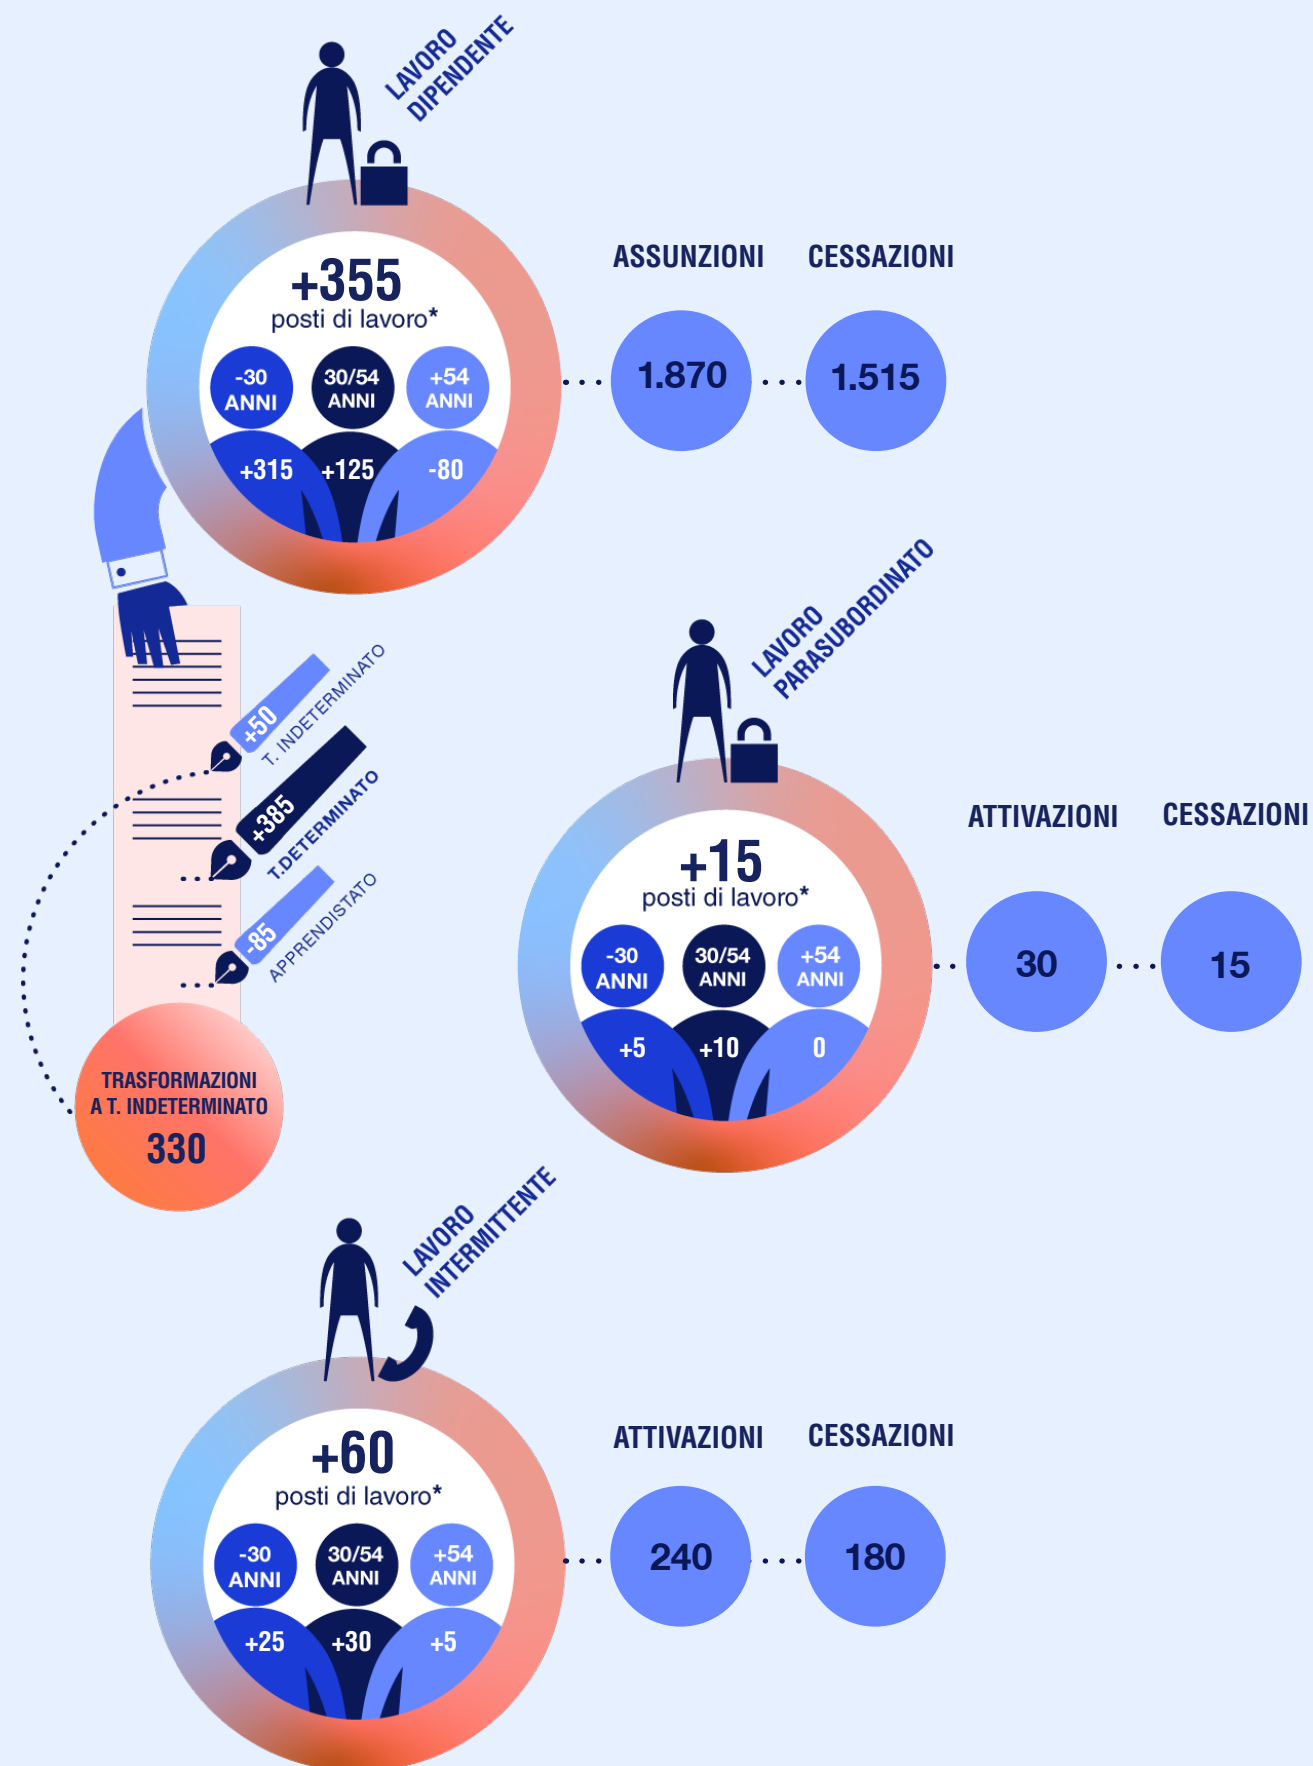 LAVORO
DIPENDENTE
+355
posti di lavoro*
-30
ANNI
30/54
ANNI
+54
ANNI
+315
+125
-80
ASSUNZIONI
CESSAZIONI
1.870
1.515
+50
T. INDETERMINATO
+385
T.DETERMINATO
-85
APPRENDISTATO
TRASFORMAZIONI
A T. INDETERMINATO
330
LAVORO
PARASUBORDINATO
+15
posti di lavoro*
-30
ANNI
30/54
ANNI
+54
ANNI
+5
+10
0
ATTIVAZIONI
CESSAZIONI
30
15
LAVORO
INTERMITTENTE
+60
posti di lavoro*
-30
ANNI
30/54
ANNI
+54
ANNI
+25
+30
+5
ATTIVAZIONI
CESSAZIONI
240
180